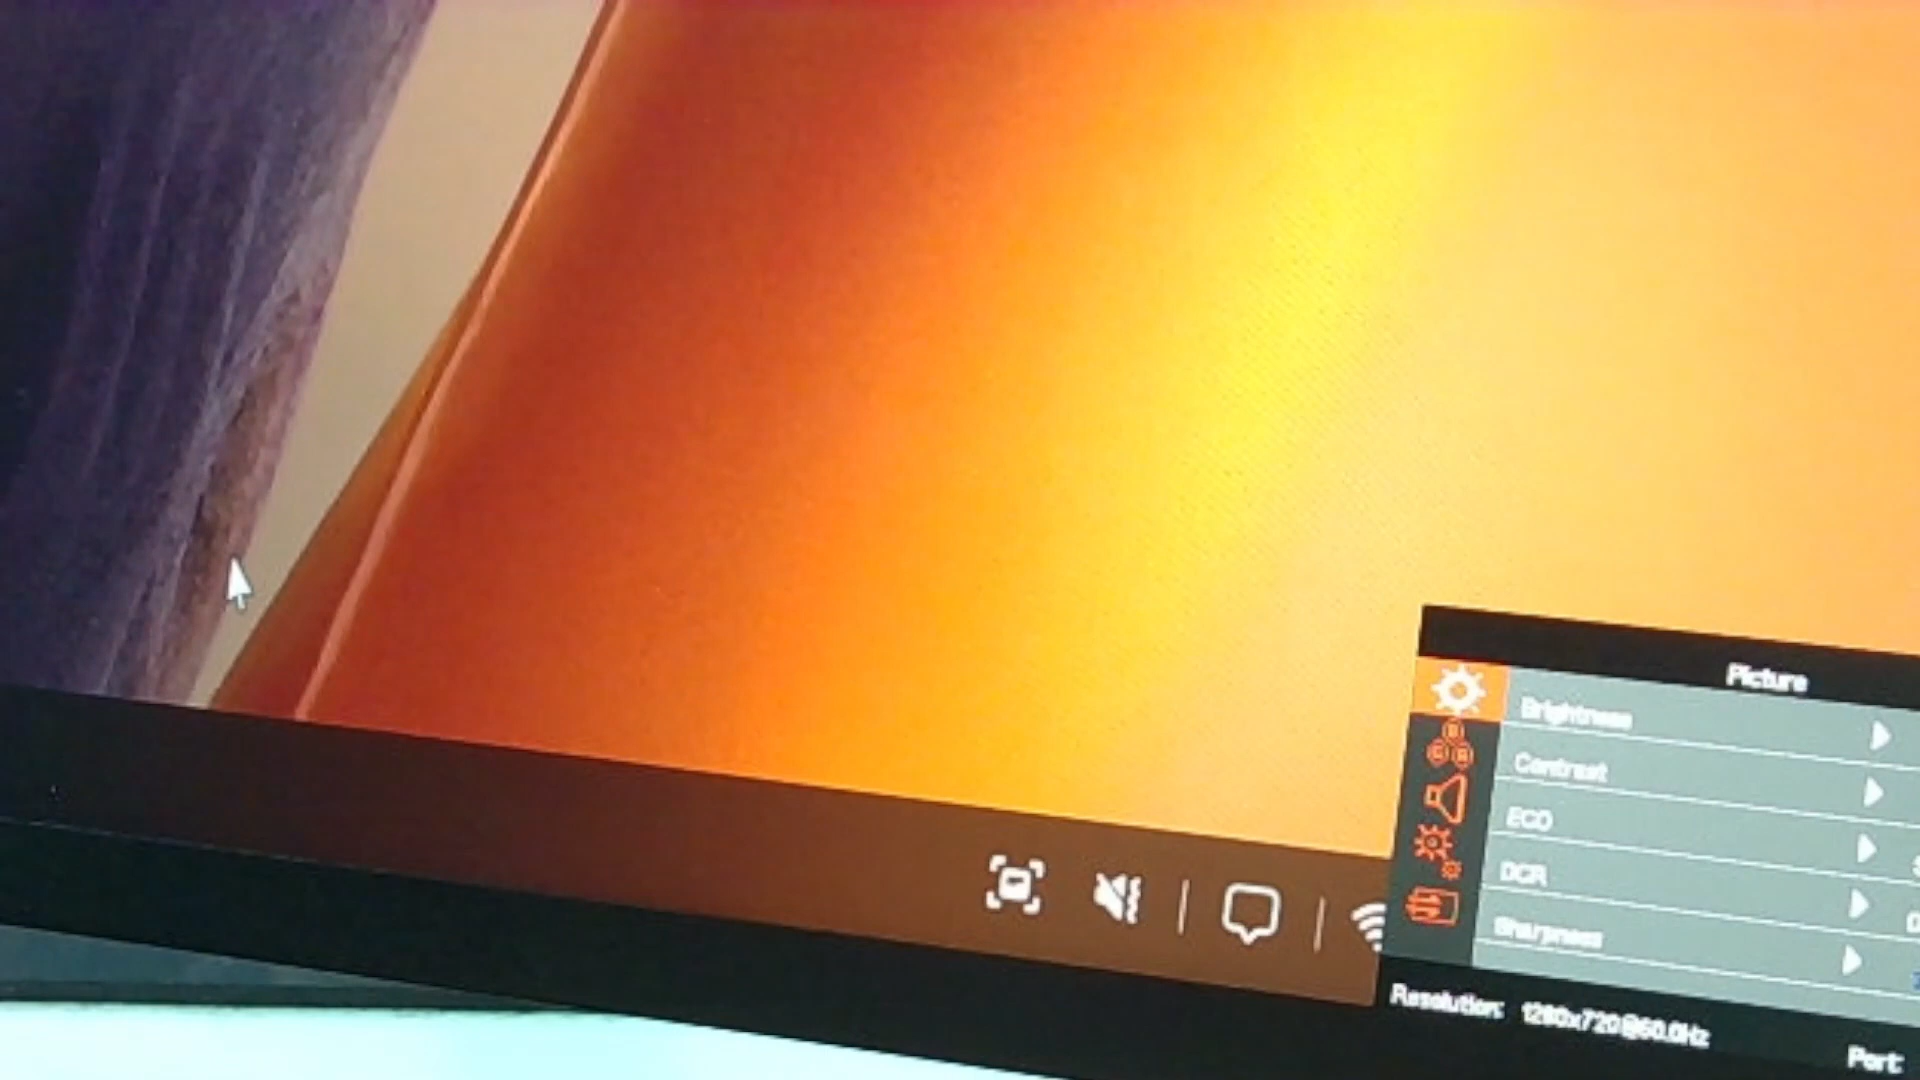 Picture
Brightness
Contrast
ECO
DCR
Sharpness
Resolution: 1280x720@60.0Hz
Port: